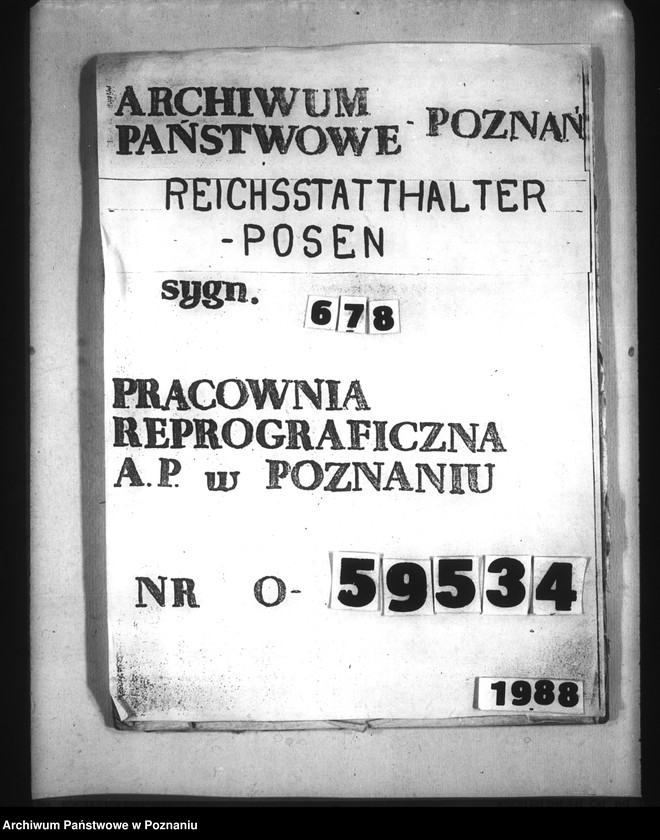 ARCHIWUM
PAŃSTWOWE - POZNAŃ
REICHSSTATTHALTER
-POSEN
sygn. 678
PRACOWNIA
REPROGRAFICZNA
A.P. w POZNANIU
NR O- 59534
1988
Archiwum Państwowe w Poznaniu